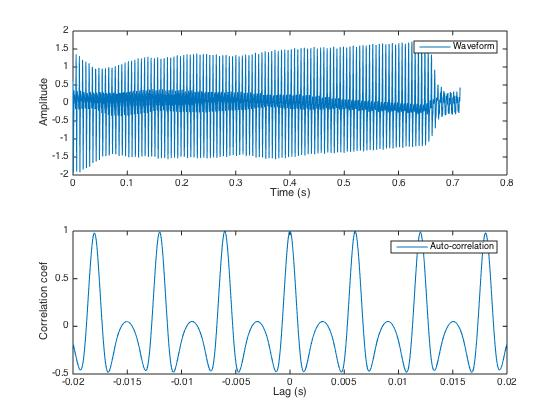 2
1.5
1
0.5
0
-0.5
-1
-1.5
-2
Amplitude
Waveform
0 0.1 0.2 0.3 0.4 0.5 0.6 0.7 0.8
Time (s)
1
0.5
0
-0.5
Correlation coef
Auto-correlation
-0.02 -0.015 -0.01 -0.005 0 0.005 0.01 0.015 0.02
Lag (s)